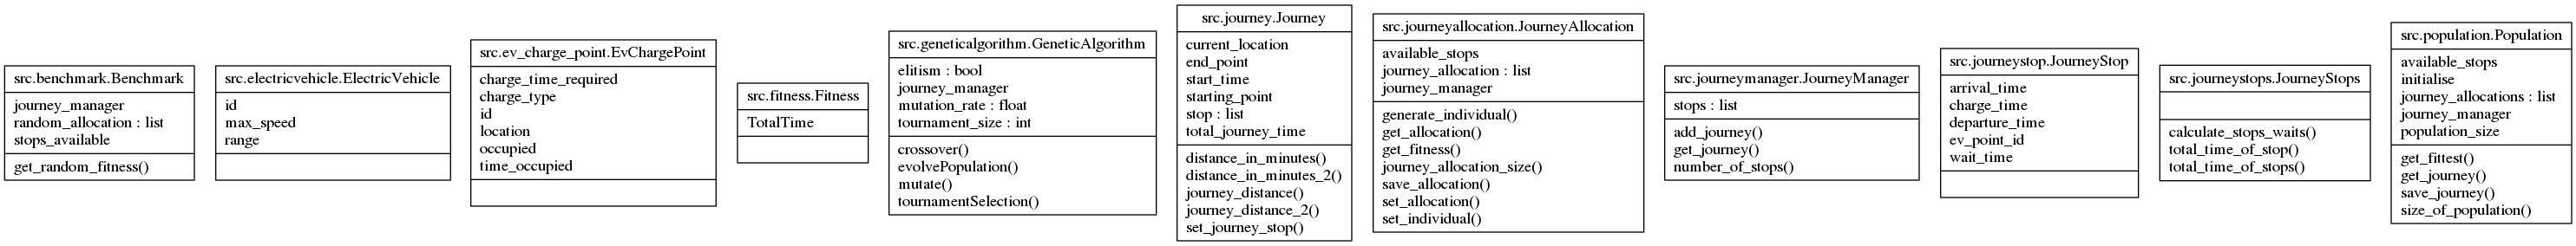 src.benchmark.Benchmark
journey_manager
random_allocation : list
stops_available
get_random_fitness()
src.electricvehicle.ElectricVehicle
id
max_speed
range
src.ev_charge_point.EvChargePoint
charge_time_required
charge_type
id
location
occupied
time_occupied
src.fitness.Fitness
TotalTime
src.geneticalgorithm.GeneticAlgorithm
elitism : bool
journey_manager
mutation_rate : float
tournament_size : int
crossover()
evolvePopulation()
mutate()
tournamentSelection()
src.journey.Journey
current_location
end_point
start_time
starting_point
stop : list
total_journey_time
distance_in_minutes()
distance_in_minutes_2()
journey_distance()
journey_distance_2()
set_journey_stop()
src.journeyallocation.JourneyAllocation
available_stops
journey_allocation : list
journey_manager
generate_individual()
get_allocation()
get_fitness()
journey_allocation_size()
save_allocation()
set_allocation()
set_individual()
src.journeymanager.JourneyManager
stops : list
add_journey()
get_journey()
number_of_stops()
src.journeystop.JourneyStop
arrival_time
charge_time
departure_time
ev_point_id
wait_time
src.journeystops.JourneyStops
calculate_stops_waits()
total_time_of_stop()
total_time_of_stops()
src.population.Population
available_stops
initialise
journey_allocations : list
journey_manager
population_size
get_fittest()
get_journey()
save_journey()
size_of_population()